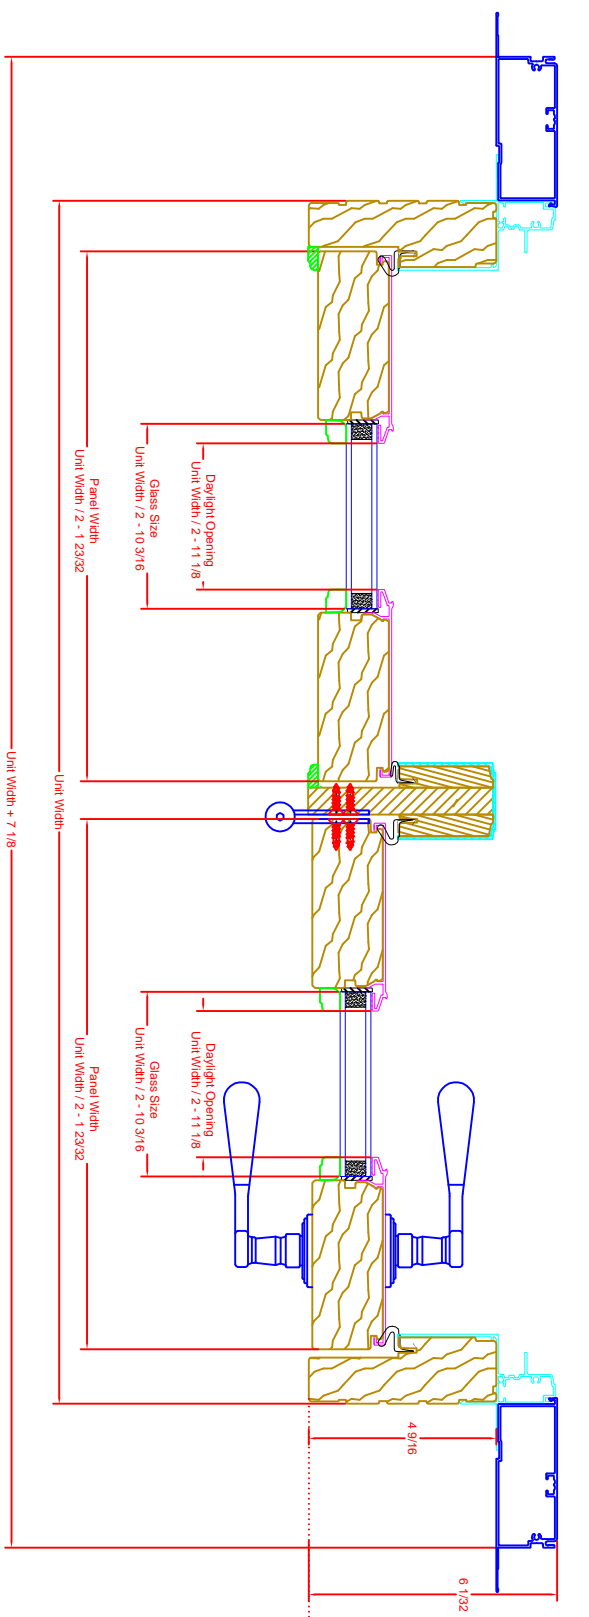 Daylight Opening
Unit Width / 2 - 11 1/8
Glass Size
Unit Width / 2 - 10 3/16
Panel Width
Unit Width / 2 - 1 23/32
Daylight Opening
Unit Width / 2 - 11 1/8
Glass Size
Unit Width / 2 - 10 3/16
Panel Width
Unit Width / 2 - 1 23/32
Unit Width
Unit Width + 7 1/8
4 9/16
6 1/32